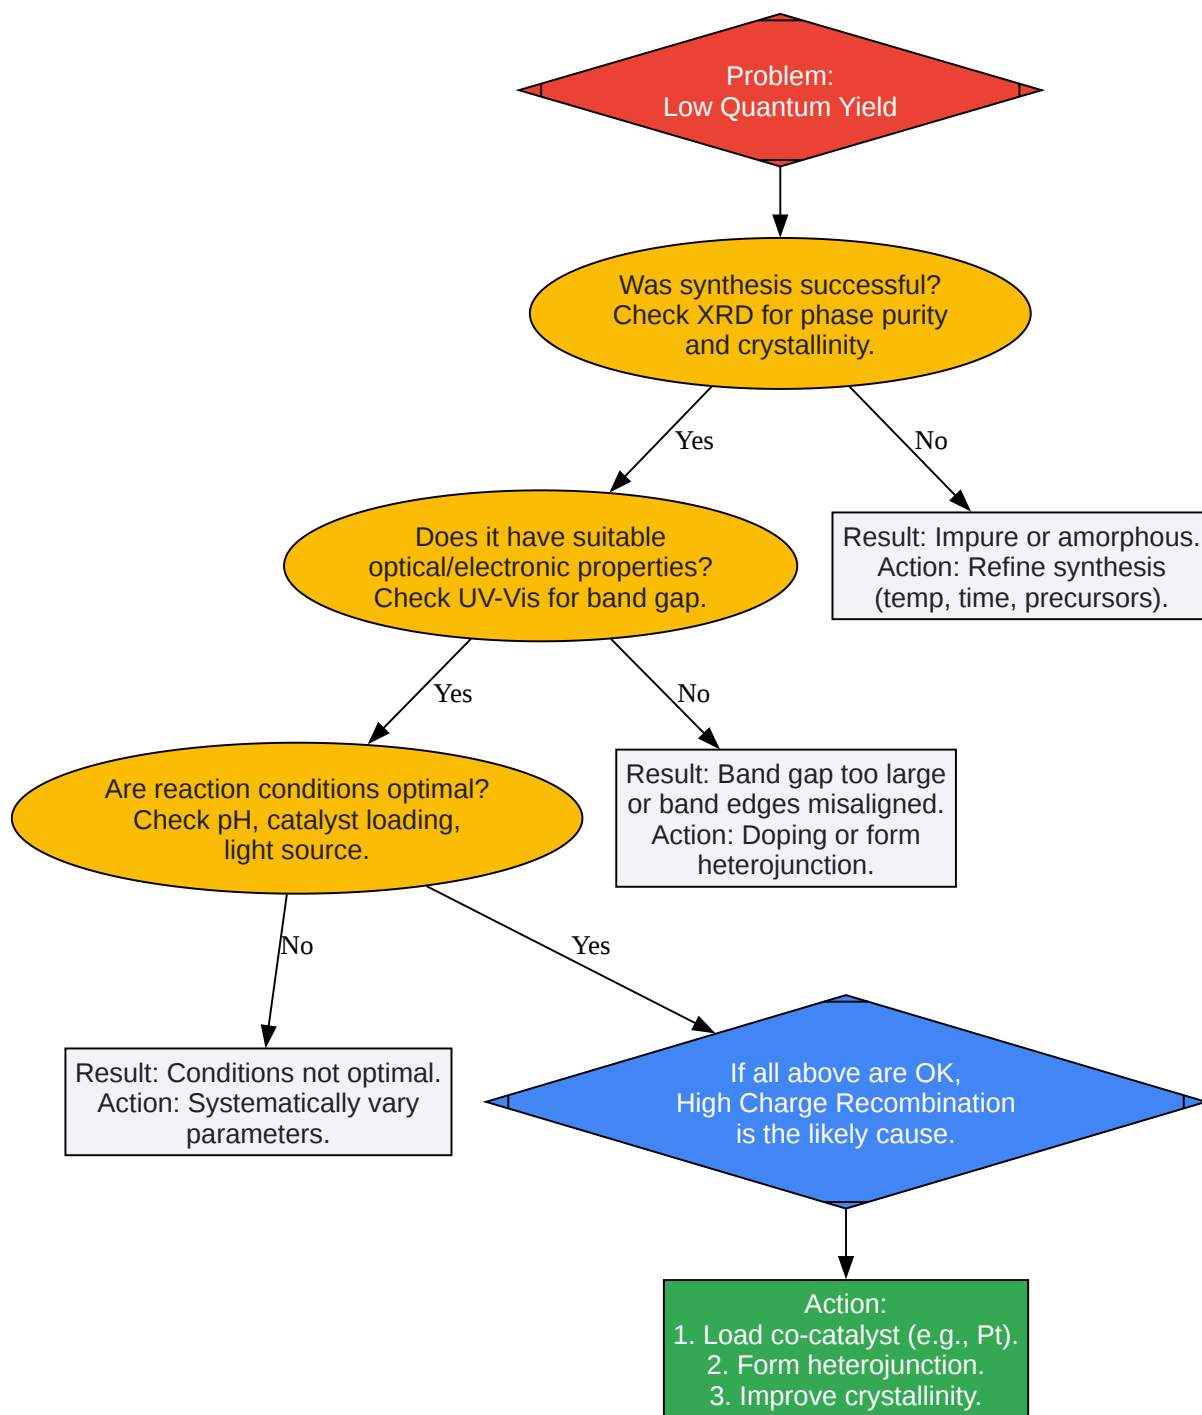 Problem:
Low Quantum Yield
Was synthesis successful?
Check XRD for phase purity
and crystallinity.
Yes
No
Does it have suitable
optical/electronic properties?
Check UV-Vis for band gap.
Result: Impure or amorphous.
Action: Refine synthesis
(temp, time, precursors).
Yes
No
Are reaction conditions optimal?
Check pH, catalyst loading,
light source.
Result: Band gap too large
or band edges misaligned.
Action: Doping or form
heterojunction.
No
Yes
Result: Conditions not optimal.
Action: Systematically vary
parameters.
If all above are OK,
High Charge Recombination
is the likely cause.
Action:
1. Load co-catalyst (e.g., Pt).
2. Form heterojunction.
3. Improve crystallinity.